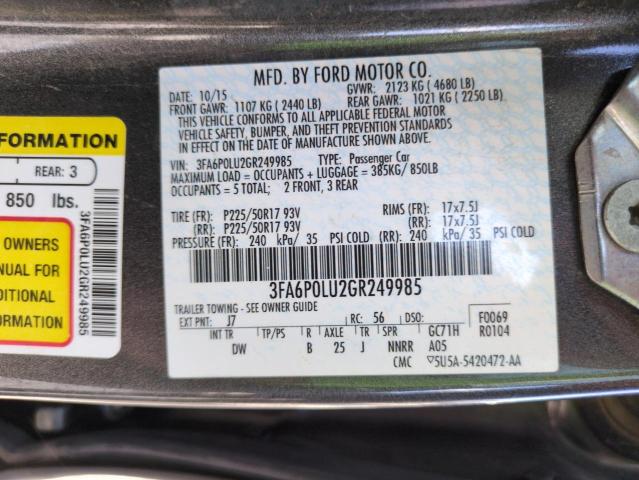 MFD. BY FORD MOTOR CO.
DATE: 10/15 GVWR: 2123 KG ( 4680 LB)
FRONT GAWR: 1107 KG ( 2440 LB) REAR GAWR: 1021 KG ( 2250 LB)
THIS VEHICLE CONFORMS TO ALL APPLICABLE FEDERAL MOTOR
VEHICLE SAFETY, BUMPER, AND THEFT PREVENTION STANDARDS
IN EFFECT ON THE DATE OF MANUFACTURE SHOWN ABOVE.
VIN: 3FA6P0LU2GR249985 TYPE: Passenger Car
MAXIMUM LOAD = OCCUPANTS + LUGGAGE = 385KG/ 850LB
OCCUPANTS = 5 TOTAL; 2 FRONT, 3 REAR
TIRE (FR): P225/50R17 93V RIMS (FR): 17x7.5J
(RR): P225/50R17 93V (RR): 17x7.5J
PRESSURE (FR): 240 kPa/ 35 PSI COLD (RR): 240 kPa/ 35 PSI COLD
3FA6P0LU2GR249985
TRAILER TOWING - SEE OWNER GUIDE
EXT PNT: J7 RC: 56 DSO: F0069
INT TR TP/PS R AXLE TR SPR GC71H R0104
DW B 25 J NNRR A05
CMC 5U5A-5420472-AA
FORMATION
REAR: 3
850 lbs.
OWNERS
NUAL FOR
DITIONAL
FORMATION
3FA6P0LU2GR249985